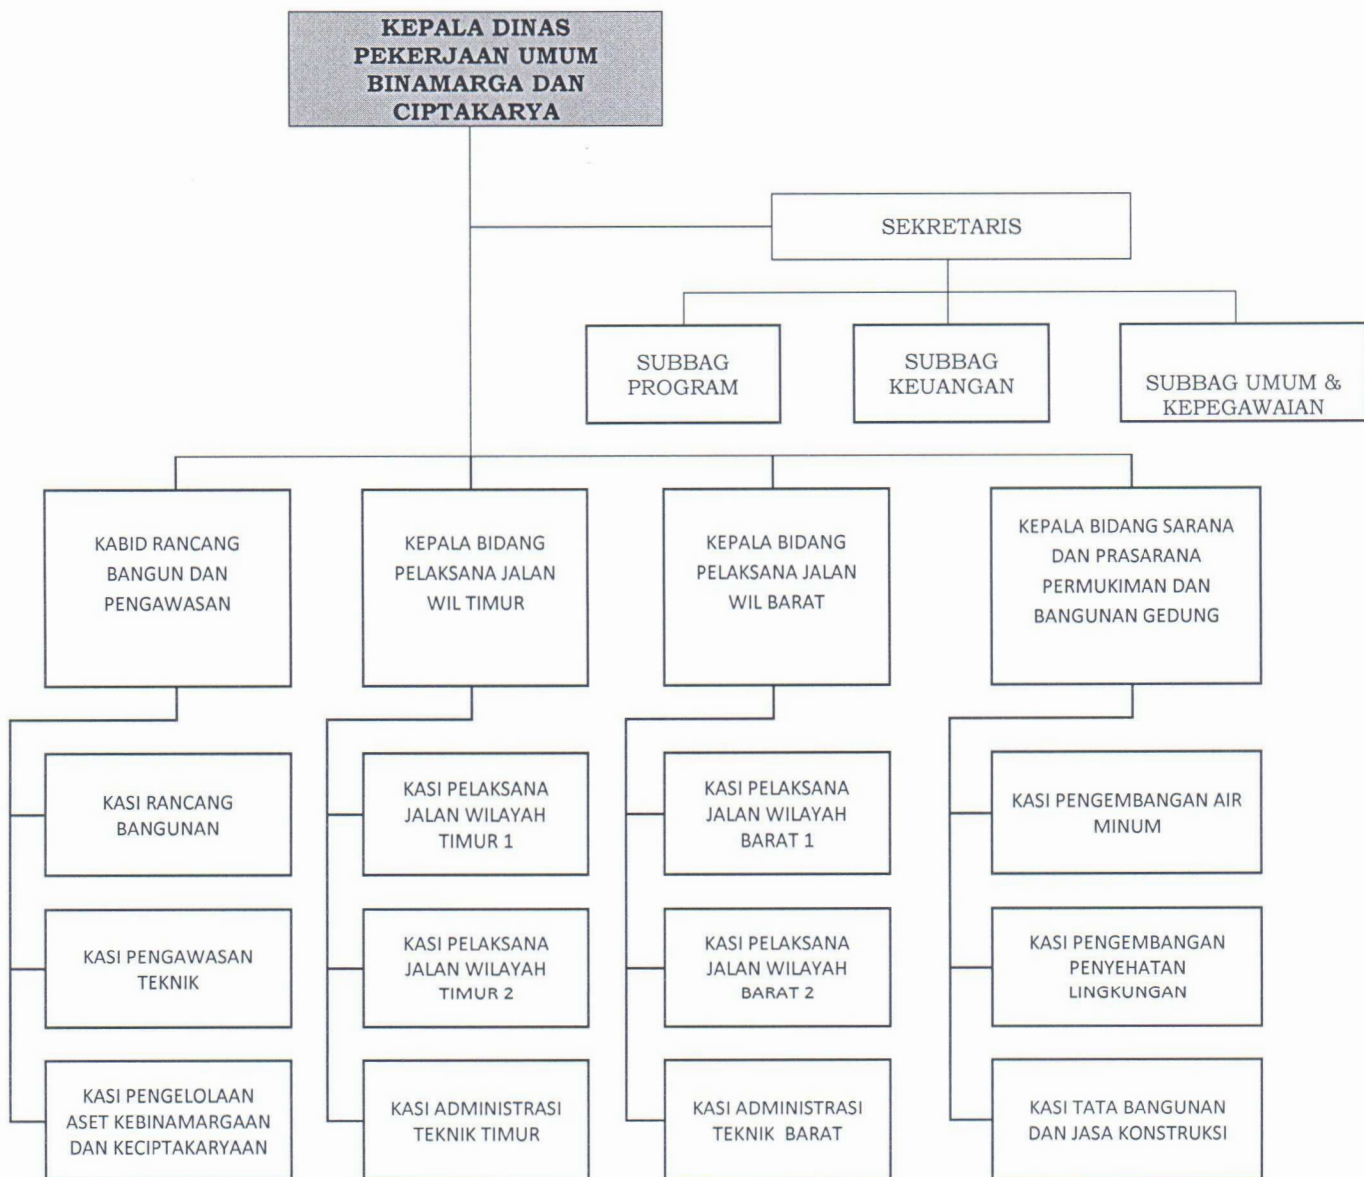 KEPALA DINAS
PEKERJAAN UMUM
BINAMARGA DAN
CIPTAKARYA
SEKRETARIS
SUBBAG
PROGRAM
SUBBAG
KEUANGAN
SUBBAG UMUM &
KEPEGAWAIAN
KABID RANCANG
BANGUN DAN
PENGAWASAN
KEPALA BIDANG
PELAKSANA JALAN
WIL TIMUR
KEPALA BIDANG
PELAKSANA JALAN
WIL BARAT
KEPALA BIDANG SARANA
DAN PRASARANA
PERMUKIMAN DAN
BANGUNAN GEDUNG
KASI RANCANG
BANGUNAN
KASI PELAKSANA
JALAN WILAYAH
TIMUR 1
KASI PELAKSANA
JALAN WILAYAH
BARAT 1
KASI PENGEMBANGAN AIR
MINUM
KASI PENGAWASAN
TEKNIK
KASI PELAKSANA
JALAN WILAYAH
TIMUR 2
KASI PELAKSANA
JALAN WILAYAH
BARAT 2
KASI PENGEMBANGAN
PENYEHATAN
LINGKUNGAN
KASI PENGELOLAAN
ASET KEBINAMARGAAN
DAN KECIPTAKARYAAN
KASI ADMINISTRASI
TEKNIK TIMUR
KASI ADMINISTRASI
TEKNIK BARAT
KASI TATA BANGUNAN
DAN JASA KONSTRUKSI